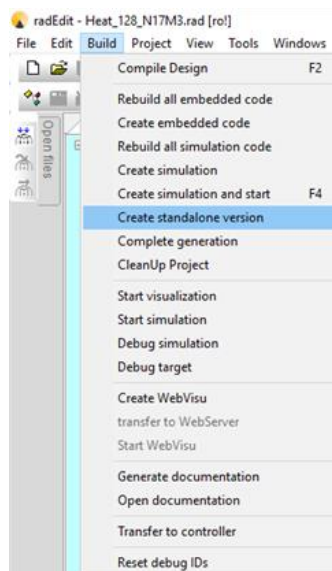 radEdit - Heat_128_N17M3.rad [ro!]
File Edit Build Project View Tools Windows
Compile Design F2
Rebuild all embedded code
Create embedded code
Rebuild all simulation code
Create simulation
Create simulation and start F4
Create standalone version
Complete generation
CleanUp Project
Start visualization
Start simulation
Debug simulation
Debug target
Create WebVisu
transfer to WebServer
Start WebVisu
Generate documentation
Open documentation
Transfer to controller
Reset debug IDs
Open files